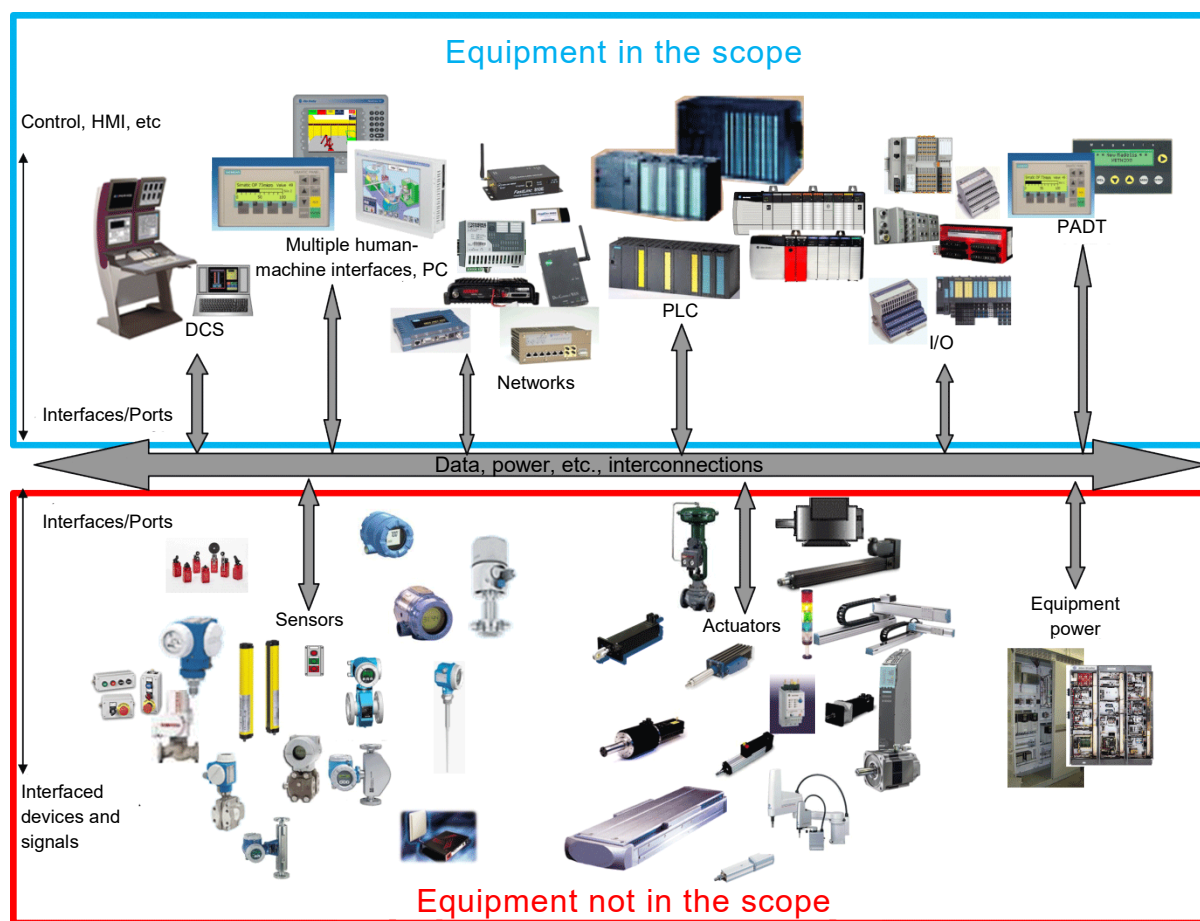 Equipment in the scope
Control, HMI, etc
Multiple human-
machine interfaces, PC
DCS
Networks
PLC
I/O
PADT
Interfaces/Ports
Data, power, etc., interconnections
Interfaces/Ports
Sensors
Actuators
Equipment
power
Interfaced
devices and
signals
Equipment not in the scope